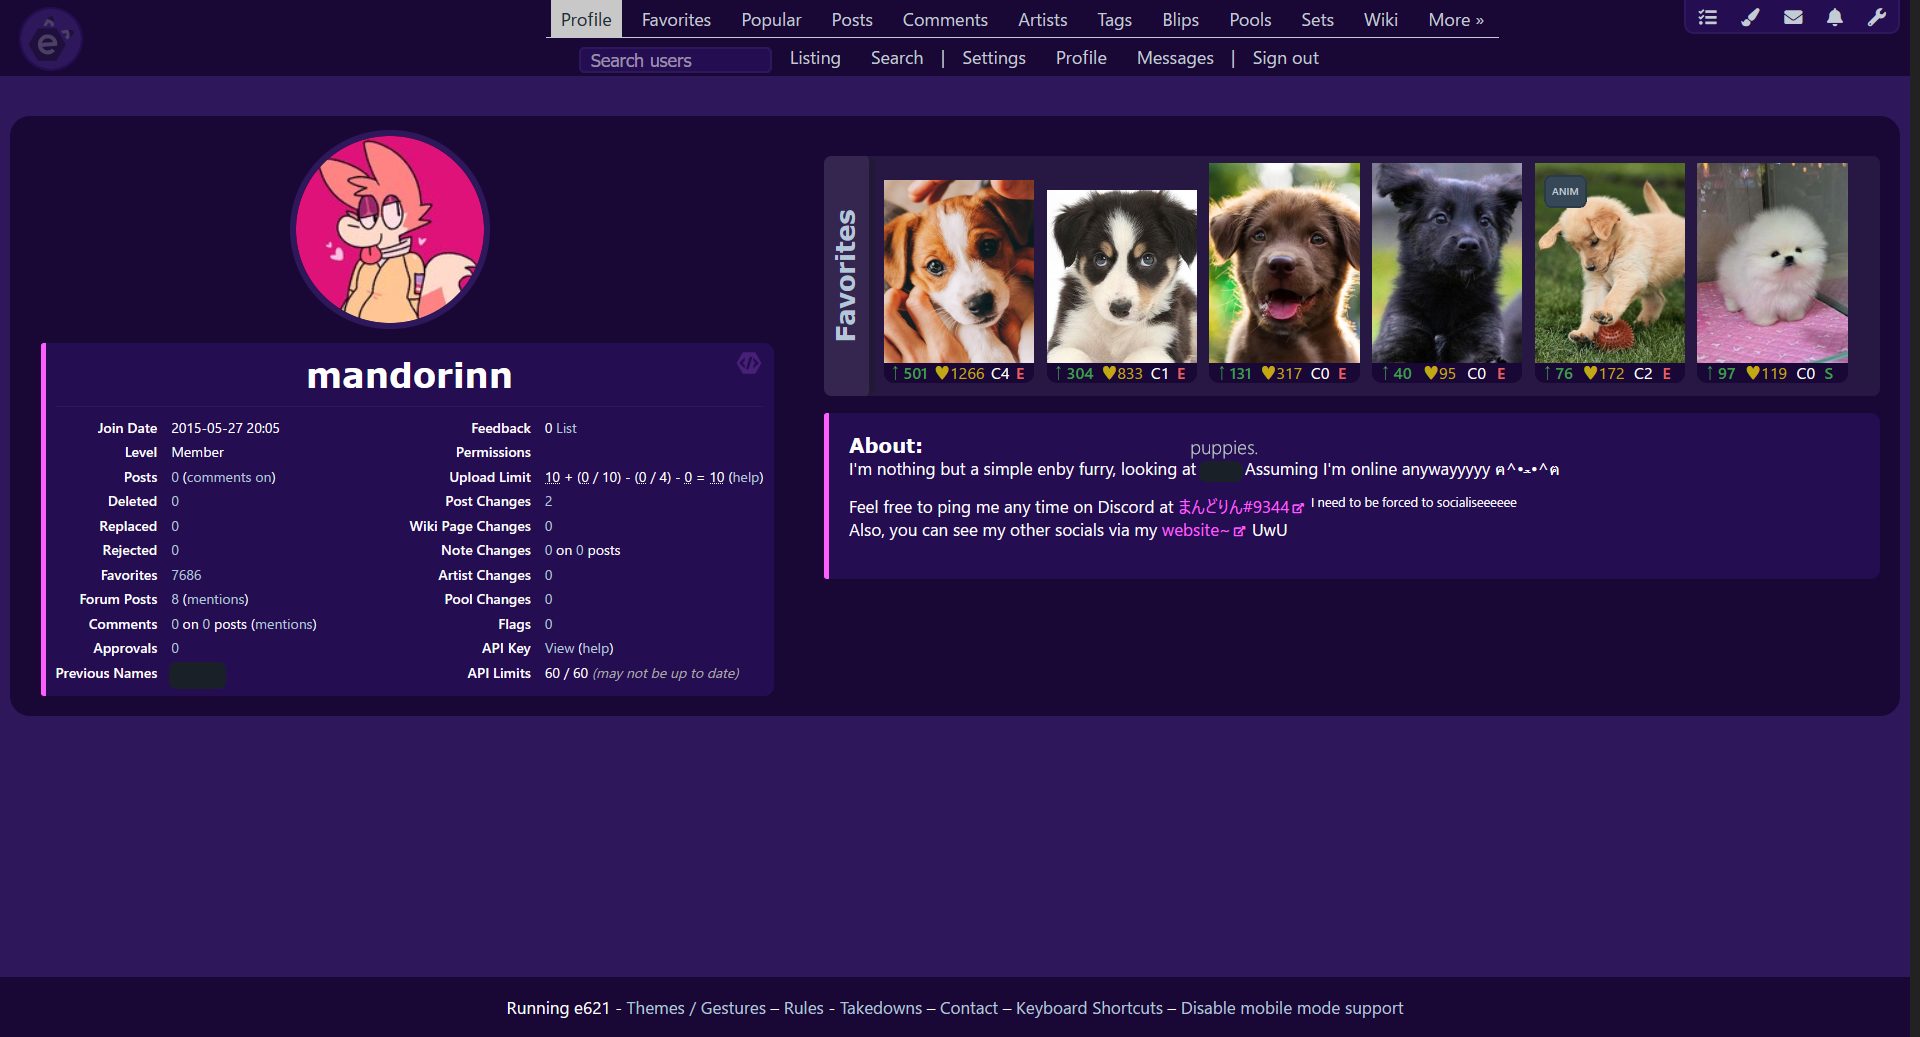 Profile Favorites Popular Posts Comments Artists Tags Blips Pools Sets Wiki More »
Search users Listing Search | Settings Profile Messages | Sign out
e
Favorites
ANIM
↑501 ♥1266 C4 E
↑304 ♥833 C1 E
↑131 ♥317 C0 E
↑40 ♥95 C0 E
↑76 ♥172 C2 E
↑97 ♥119 C0 S
mandorinn
Join Date 2015-05-27 20:05
Level Member
Posts 0 (comments on)
Deleted 0
Replaced 0
Rejected 0
Favorites 7686
Forum Posts 8 (mentions)
Comments 0 on 0 posts (mentions)
Approvals 0
Previous Names
Feedback 0 List
Permissions
Upload Limit 10 + (0 / 10) - (0 / 4) - 0 = 10 (help)
Post Changes 2
Wiki Page Changes 0
Note Changes 0 on 0 posts
Artist Changes 0
Pool Changes 0
Flags 0
API Key View (help)
API Limits 60 / 60 (may not be up to date)
About:
puppies.
I'm nothing but a simple enby furry, looking at Assuming I'm online anywayyyyy ฅ^•ﻌ•^ฅ
Feel free to ping me any time on Discord at まんどりん#9344 I need to be forced to socialiseeeeee
Also, you can see my other socials via my website~ UwU
Running e621 - Themes / Gestures – Rules - Takedowns – Contact – Keyboard Shortcuts – Disable mobile mode support